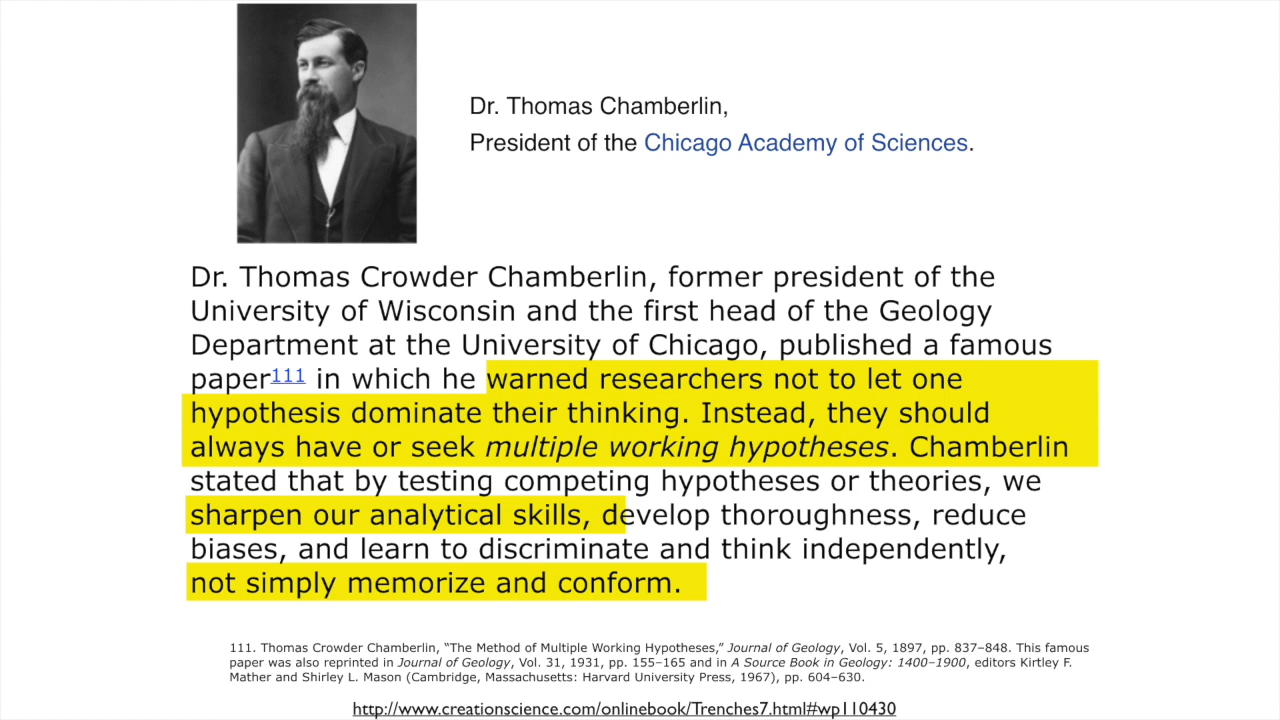 Dr. Thomas Chamberlin,
President of the Chicago Academy of Sciences.
Dr. Thomas Crowder Chamberlin, former president of the
University of Wisconsin and the first head of the Geology
Department at the University of Chicago, published a famous
paper111 in which he warned researchers not to let one
hypothesis dominate their thinking. Instead, they should
always have or seek multiple working hypotheses. Chamberlin
stated that by testing competing hypotheses or theories, we
sharpen our analytical skills, develop thoroughness, reduce
biases, and learn to discriminate and think independently,
not simply memorize and conform.
111. Thomas Crowder Chamberlin, “The Method of Multiple Working Hypotheses,” Journal of Geology, Vol. 5, 1897, pp. 837–848. This famous
paper was also reprinted in Journal of Geology, Vol. 31, 1931, pp. 155–165 and in A Source Book in Geology: 1400–1900, editors Kirtley F.
Mather and Shirley L. Mason (Cambridge, Massachusetts: Harvard University Press, 1967), pp. 604–630.
http://www.creationscience.com/onlinebook/Trenches7.html#wp110430